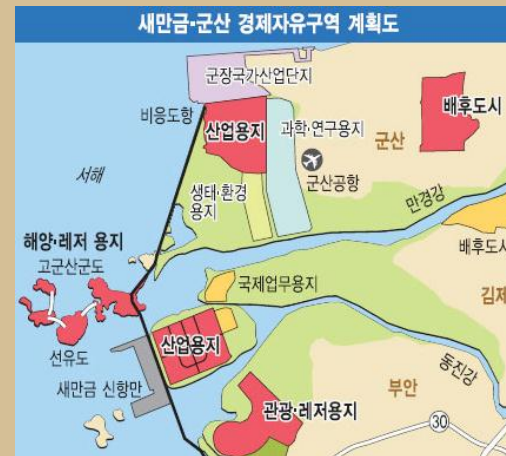 새만금·군산 경제자유구역 계획도
군장국가산업단지
비응도항
산업용지
과학·연구용지
배후도시
군산
군산공항
서해
생태·환경
용지
만경강
해양·레저 용지
고군산군도
배후도시
국제업무용지
김제
선유도
산업용지
새만금 신항만
동진강
부안
관광·레저용지
30